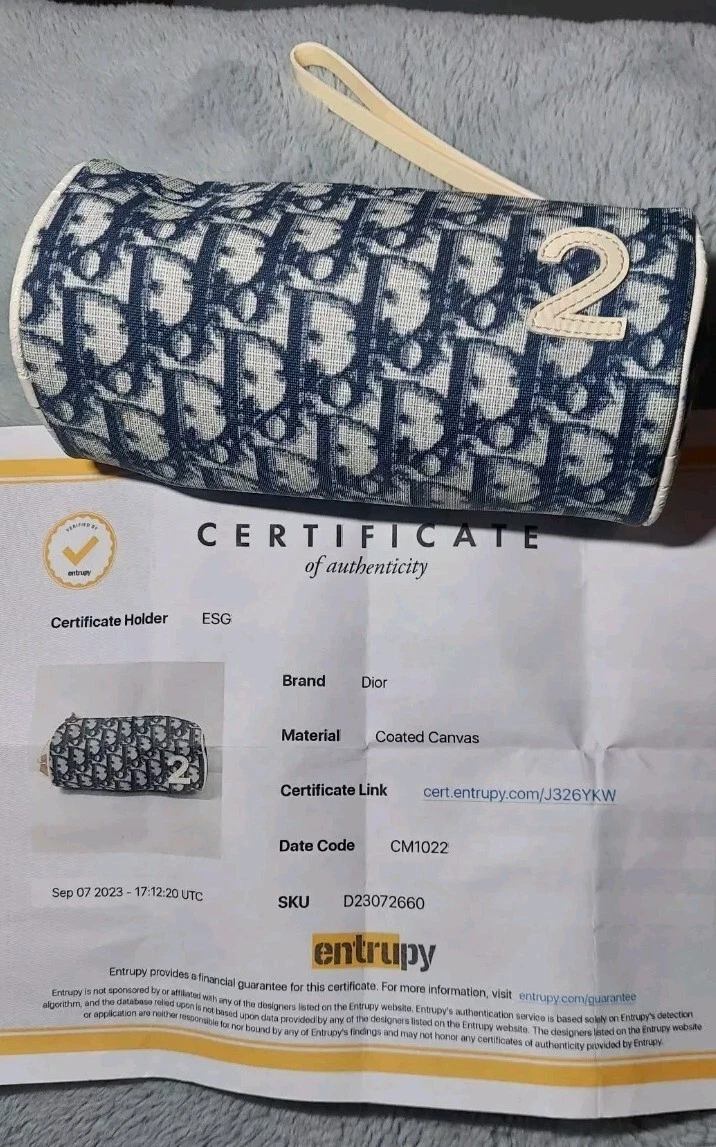 2
VERIFIED BY
entrupy
CERTIFICATE
of authenticity
Certificate Holder ESG
Brand Dior
Material Coated Canvas
2
Certificate Link cert.entrupy.com/J326YKW
Date Code CM1022
Sep 07 2023 - 17:12:20 UTC
SKU D23072660
entrupy
Entrupy provides a financial guarantee for this certificate. For more information, visit entrupy.com/guarantee
Entrupy is not sponsored by or affiliated with any of the designers listed on the Entrupy website. Entrupy's authentication service is based solely on Entrupy's detection
algorithm, and the database relied upon is not based upon data provided by any of the designers listed on the Entrupy website. The designers listed on the Entrupy website
or application are neither responsible for nor bound by any of Entrupy's findings and may not honor any certificates of authenticity provided by Entrupy.